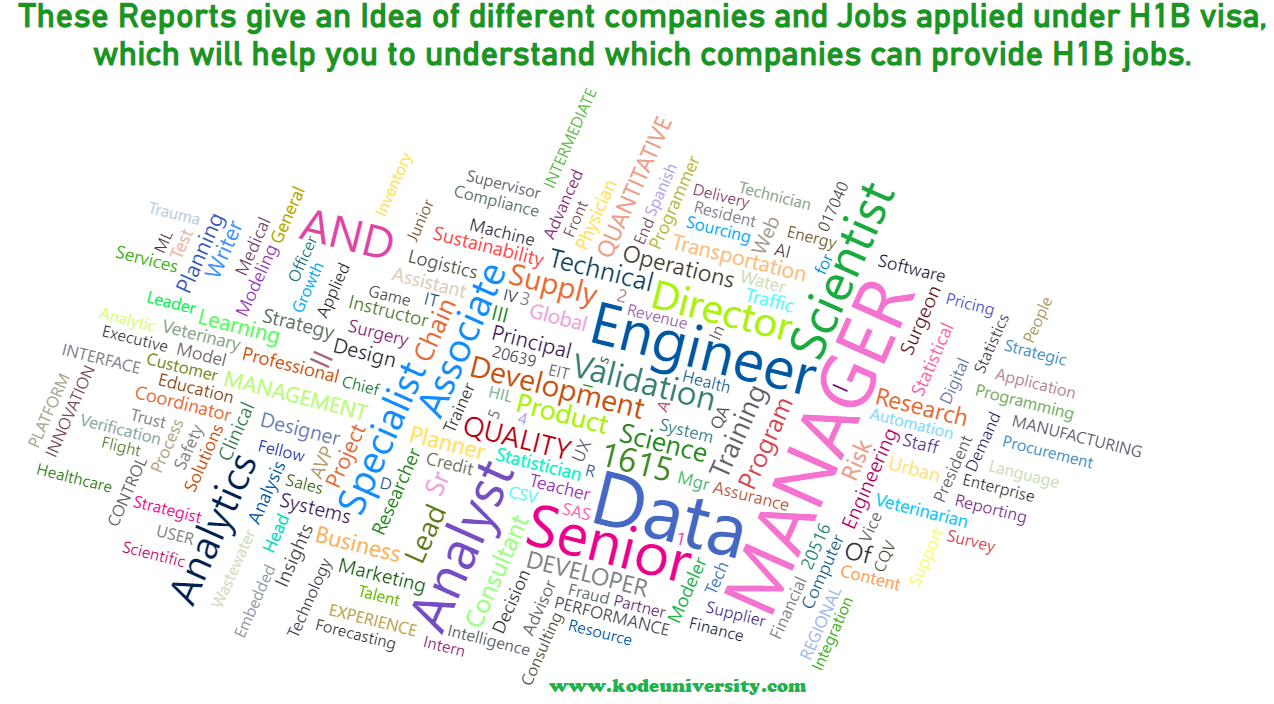 These Reports give an Idea of different companies and Jobs applied under H1B visa,
which will help you to understand which companies can provide H1B jobs.
INTERMEDIATE
QUANTITATIVE
Inventory
Supervisor
Compliance
Advanced
Front
Physician
End
Spanish
Programmer
Delivery
Resident
Technician
017040
Trauma
ML
Test
Planning
Writer
Medical
General
AND
Junior
Machine
Sustainability
Sourcing
Web
AI
Energy
for
Scientist
Services
Modeling
Officer
Growth
Applied
Logistics
Assistant
Associate
Technical
Supply
Operations
Transportation
Water
Traffic
Software
Surgeon
Pricing
People
Leader
Learning
Analytic
Veterinary
Executive
Model
Strategy
Game
IT
Instructor
Surgery
Design
Chain
III
IV
3
Global
2
Revenue
Director
In
Engineer
MANAGER
Statistical
Statistics
Strategic
INTERFACE
Customer
Education
Professional
II
Chief
Principal
20639
EIT
S
Validation
Health
I
Digital
Application
Programming
PLATFORM
INNOVATION
Coordinator
MANAGEMENT
Specialist
Development
HIL
Trainer
5
4
Product
A
System
QA
Training
Program
Research
Automation
Staff
MANUFACTURING
Verification
Trust
Flight
Process
Safety
Solutions
Clinical
Designer
Fellow
AVP
Project
Planner
QUALITY
UX
Science
1615
Mgr
Risk
Engineering
Urban
President
Demand
Procurement
Language
Enterprise
Healthcare
CONTROL
Strategist
USER
Scientific
Analytics
Analysis
Sales
Systems
D
Researcher
Credit
Sr
Statistician
Teacher
R
CSV
SAS
Assurance
Data
Veterinarian
Reporting
Survey
Wastewater
Head
Insights
Business
Lead
Analyst
Consultant
Senior
1
20516
Computer
Of
Vice
CQV
Content
Support
Embedded
Technology
Marketing
Talent
EXPERIENCE
Forecasting
Intern
Intelligence
Decision
DEVELOPER
Advisor
Fraud
Partner
PERFORMANCE
Consulting
Resource
Modeler
Tech
Supplier
Finance
Financial
REGIONAL
Integration
www.kodeuniversity.com